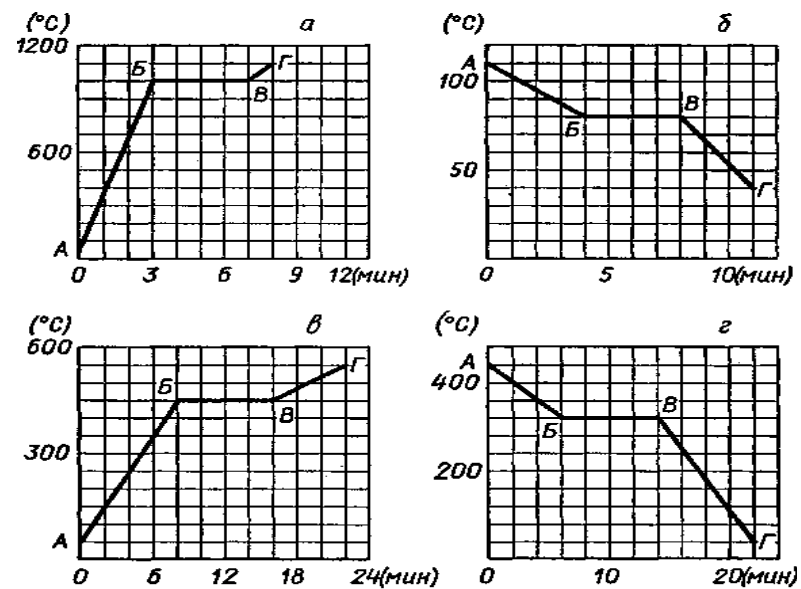 (°C) а
1200
Б Г
В
600
А
0 3 6 9 12(мин)
(°C) б
А
100
В
Б
50
Г
0 5 10(мин)
(°C) в
600
Г
Б
В
300
А
0 6 12 18 24(мин)
(°C) г
А
400
В
Б
200
Г
0 10 20(мин)